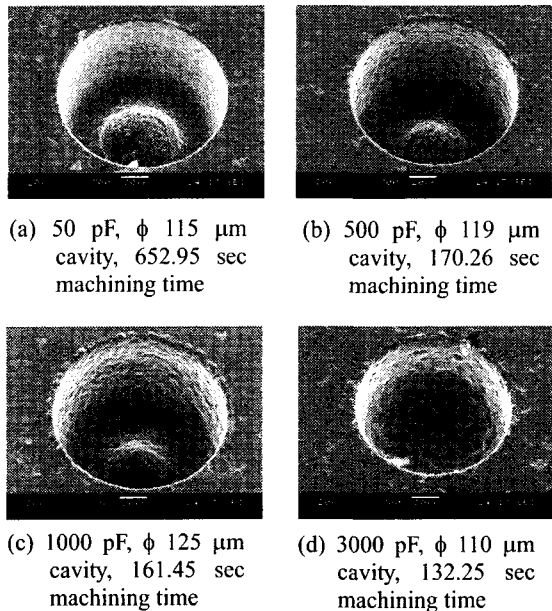 (a) 50 pF, ϕ 115 μm
cavity, 652.95 sec
machining time
(b) 500 pF, ϕ 119 μm
cavity, 170.26 sec
machining time
(c) 1000 pF, ϕ 125 μm
cavity, 161.45 sec
machining time
(d) 3000 pF, ϕ 110 μm
cavity, 132.25 sec
machining time